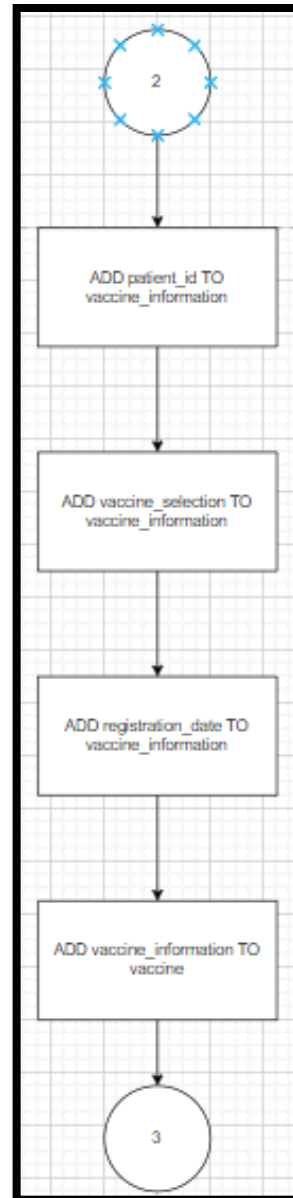 2
ADD patient_id TO
vaccine_information
ADD vaccine_selection TO
vaccine_information
ADD registration_date TO
vaccine_information
ADD vaccine_information TO
vaccine
3